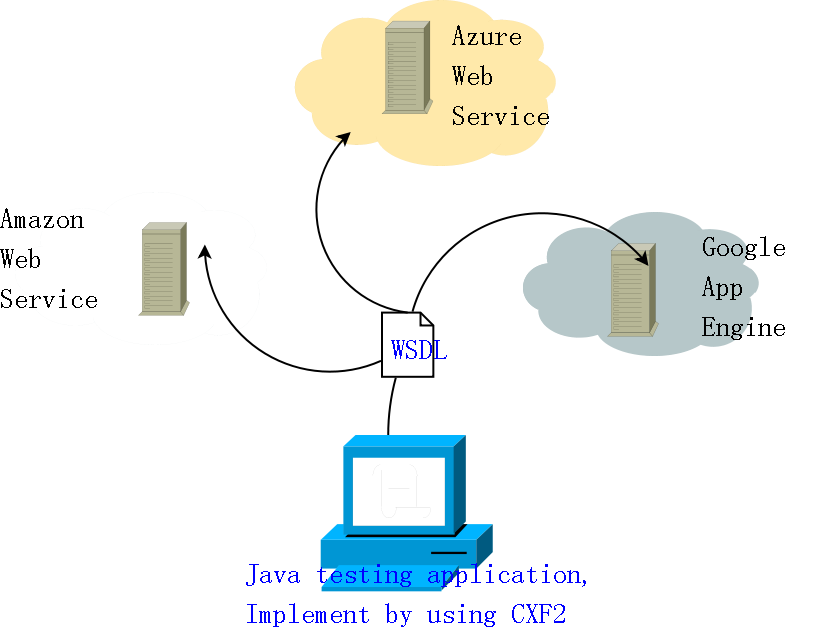 Azure
Web
Service
Amazon
Web
Service
Google
App
Engine
WSDL
Java testing application,
Implement by using CXF2